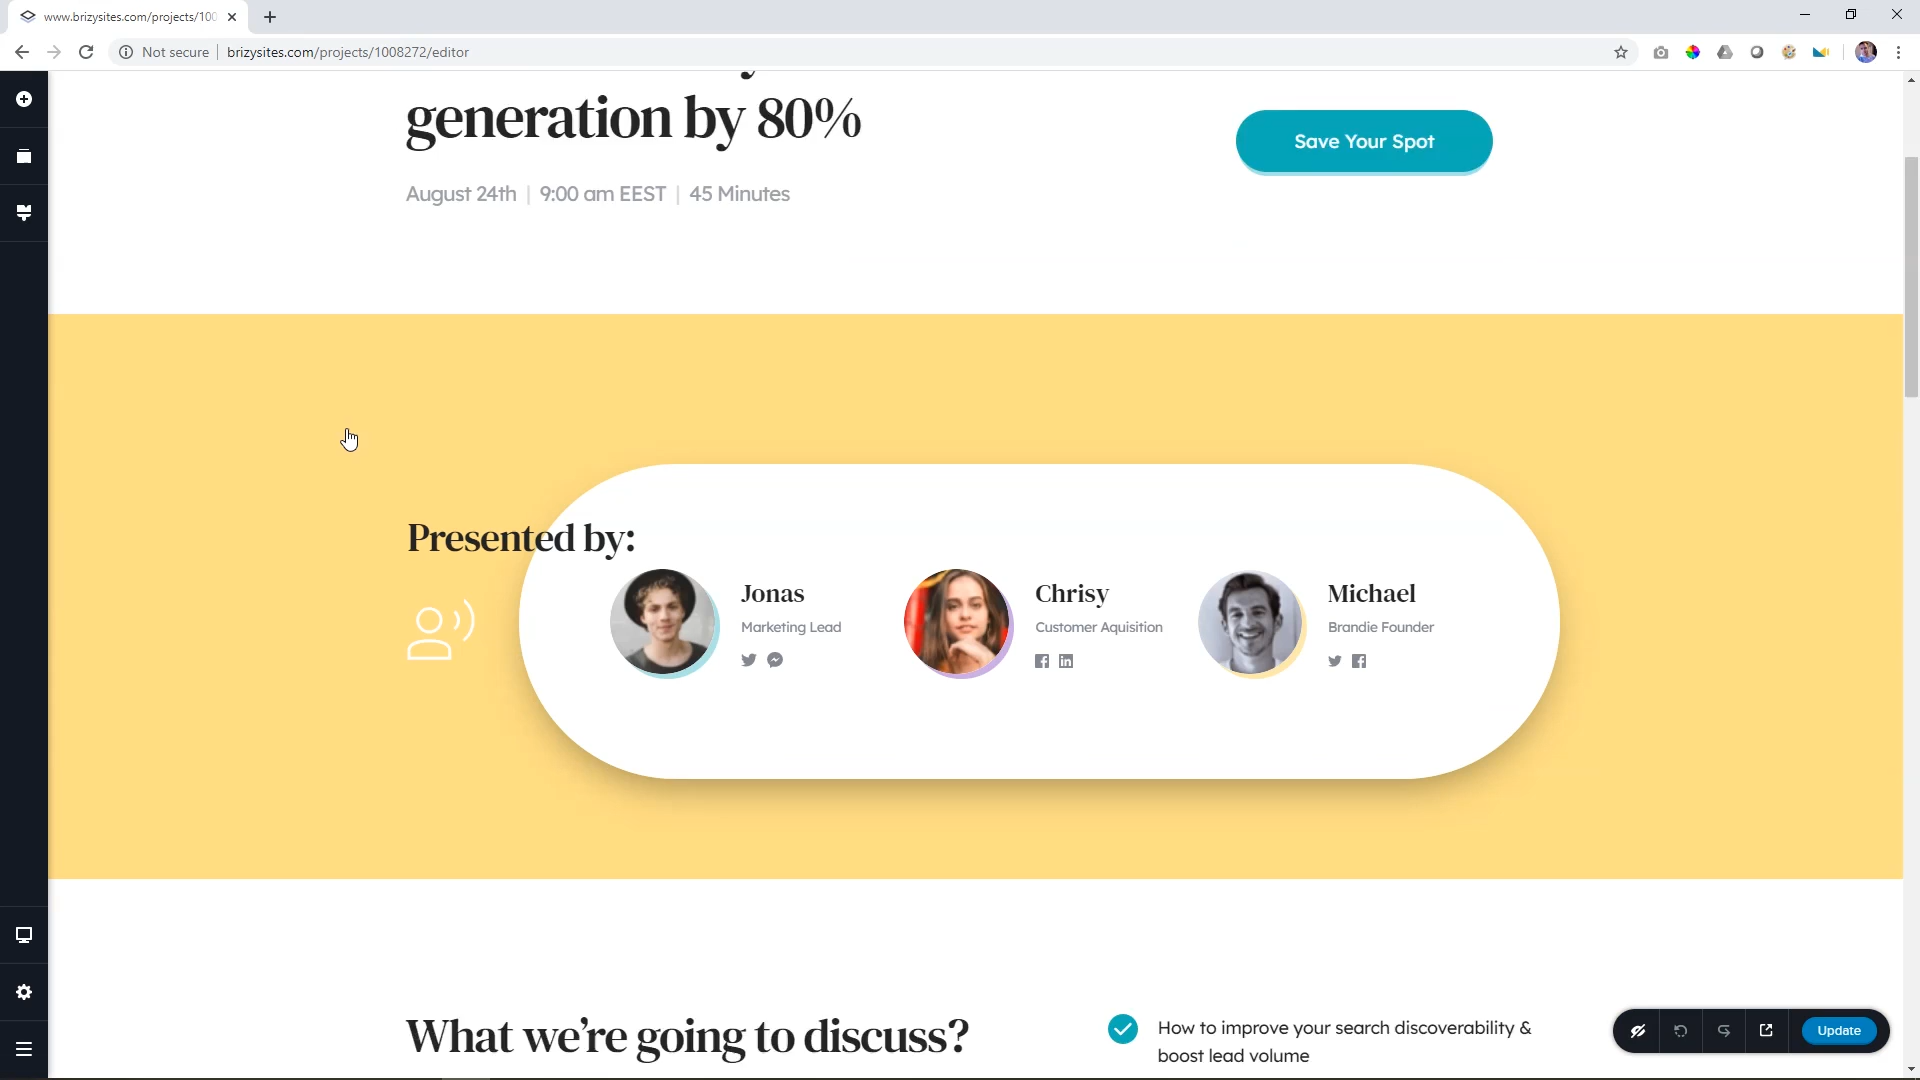 www.brizysites.com/projects/100
Not secure
brizysites.com/projects/1008272/editor
generation by 80%
August 24th | 9:00 am EEST | 45 Minutes
Save Your Spot
Presented by:
Jonas
Marketing Lead
Chrisy
Customer Aquisition
Michael
Brandie Founder
What we're going to discuss?
How to improve your search discoverability &
boost lead volume
Update